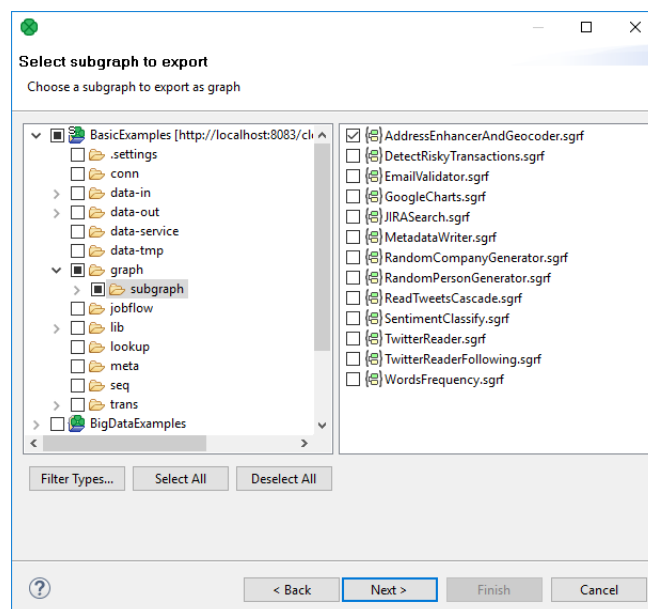 Select subgraph to export
Choose a subgraph to export as graph
BasicExamples [http://localhost:8083/cl
.settings
conn
data-in
data-out
data-service
data-tmp
graph
subgraph
jobflow
lib
lookup
meta
seq
trans
BigDataExamples
AddressEnhancerAndGeocoder.sgrf
DetectRiskyTransactions.sgrf
EmailValidator.sgrf
GoogleCharts.sgrf
JIRASearch.sgrf
MetadataWriter.sgrf
RandomCompanyGenerator.sgrf
RandomPersonGenerator.sgrf
ReadTweetsCascade.sgrf
SentimentClassify.sgrf
TwitterReader.sgrf
TwitterReaderFollowing.sgrf
WordsFrequency.sgrf
Filter Types... Select All Deselect All
? < Back Next > Finish Cancel